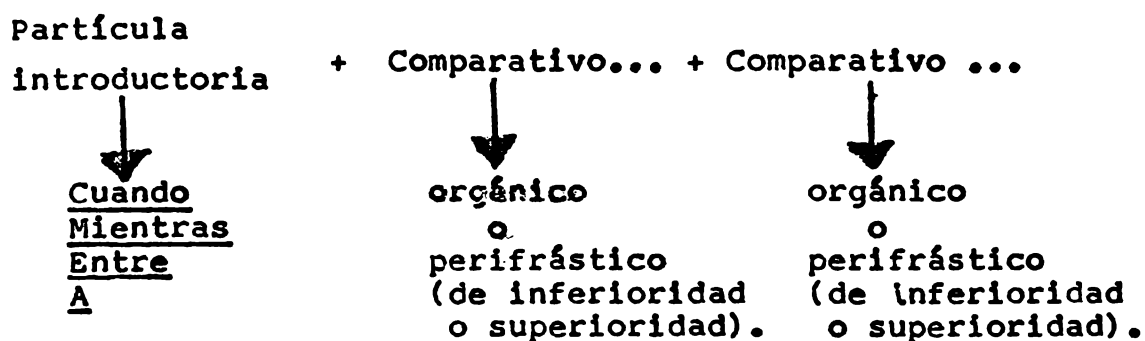 Partícula
introductoria + Comparativo... + Comparativo ...
Cuando orgánico orgánico
Mientras o o
Entre perifrástico perifrástico
A (de inferioridad (de inferioridad
o superioridad). o superioridad).